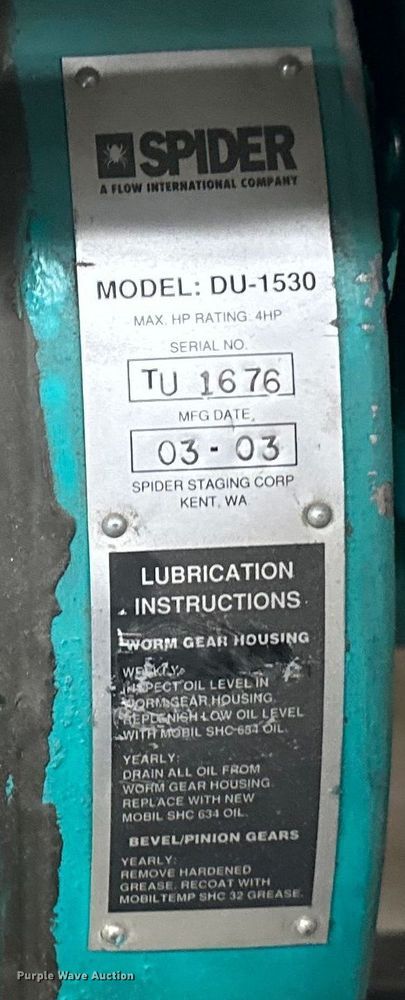 SPIDER
A FLOW INTERNATIONAL COMPANY
MODEL: DU-1530
MAX. HP RATING: 4HP
SERIAL NO.
TU 1676
MFG DATE.
03-03
SPIDER STAGING CORP
KENT, WA
LUBRICATION
INSTRUCTIONS
WORM GEAR HOUSING
WEEKLY:
INSPECT OIL LEVEL IN
WORM GEAR HOUSING.
REPLENISH LOW OIL LEVEL
WITH MOBIL SHC 634 OIL.
YEARLY:
DRAIN ALL OIL FROM
WORM GEAR HOUSING.
REPLACE WITH NEW
MOBIL SHC 634 OIL.
BEVEL/PINION GEARS
YEARLY:
REMOVE HARDENED
GREASE. RECOAT WITH
MOBILTEMP SHC 32 GREASE.
Purple Wave Auction